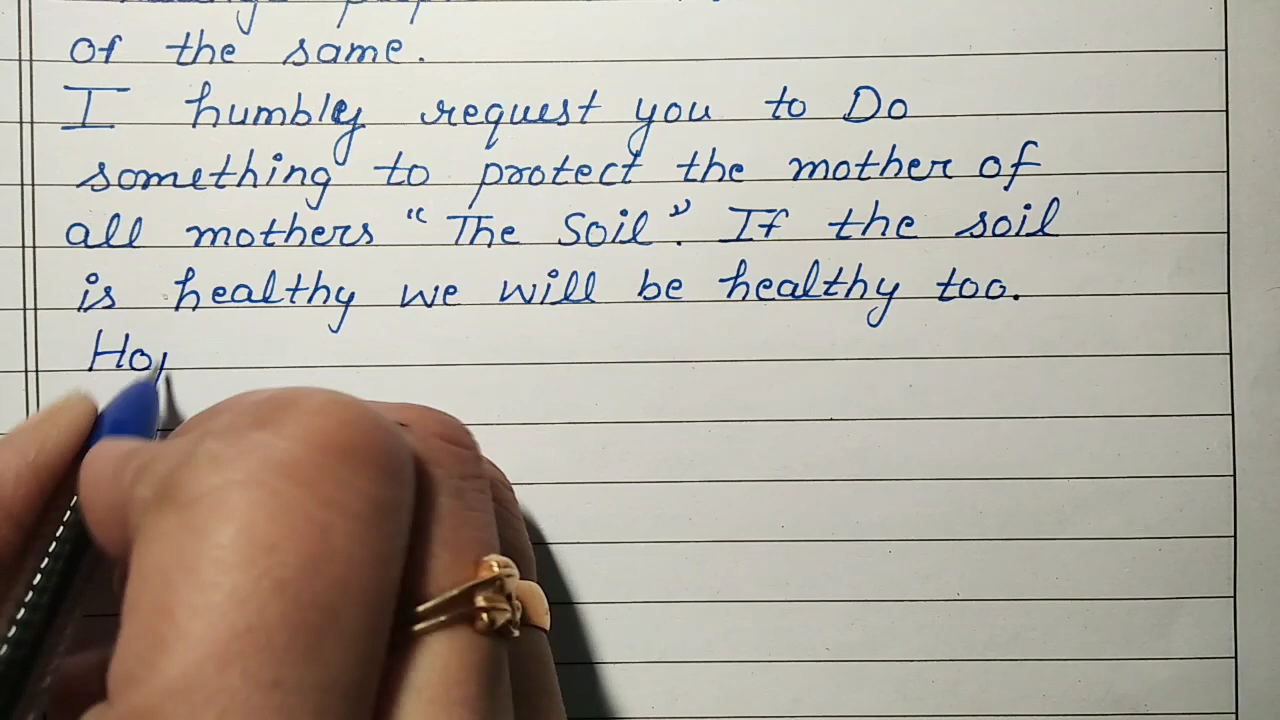 of the same.
I humbly request you to Do
something to protect the mother of
all mothers "The Soil". If the soil
is healthy we will be healthy too.